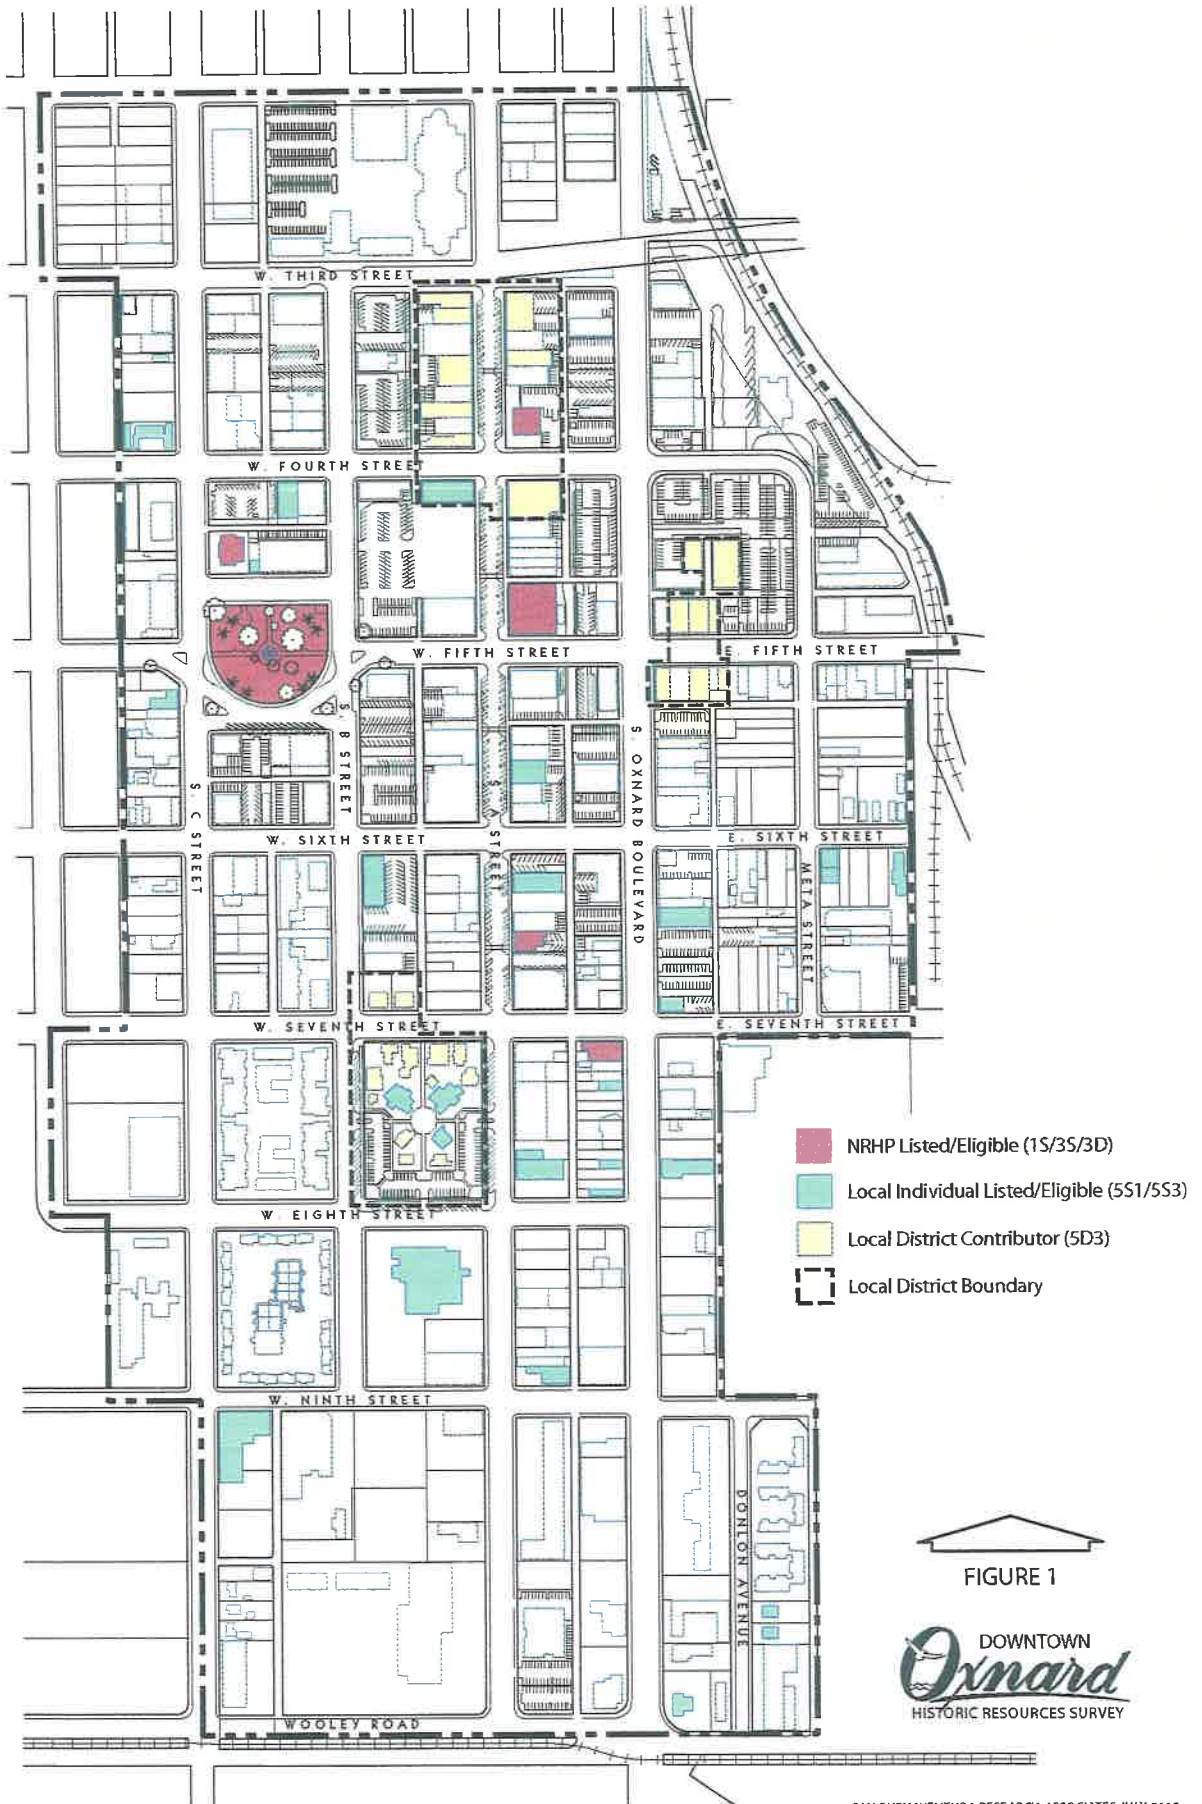 W. THIRD STREET
W. FOURTH STREET
W. FIFTH STREET
E. FIFTH STREET
S. B STREET
S. C STREET
S. A STREET
S. OXNARD BOULEVARD
W. SIXTH STREET
E. SIXTH STREET
META STREET
W. SEVENTH STREET
E. SEVENTH STREET
NRHP Listed/Eligible (1S/3S/3D)
Local Individual Listed/Eligible (5S1/5S3)
Local District Contributor (5D3)
Local District Boundary
W. EIGHTH STREET
W. NINTH STREET
DONLON AVENUE
FIGURE 1
DOWNTOWN
Oxnard
HISTORIC RESOURCES SURVEY
WOOLEY ROAD